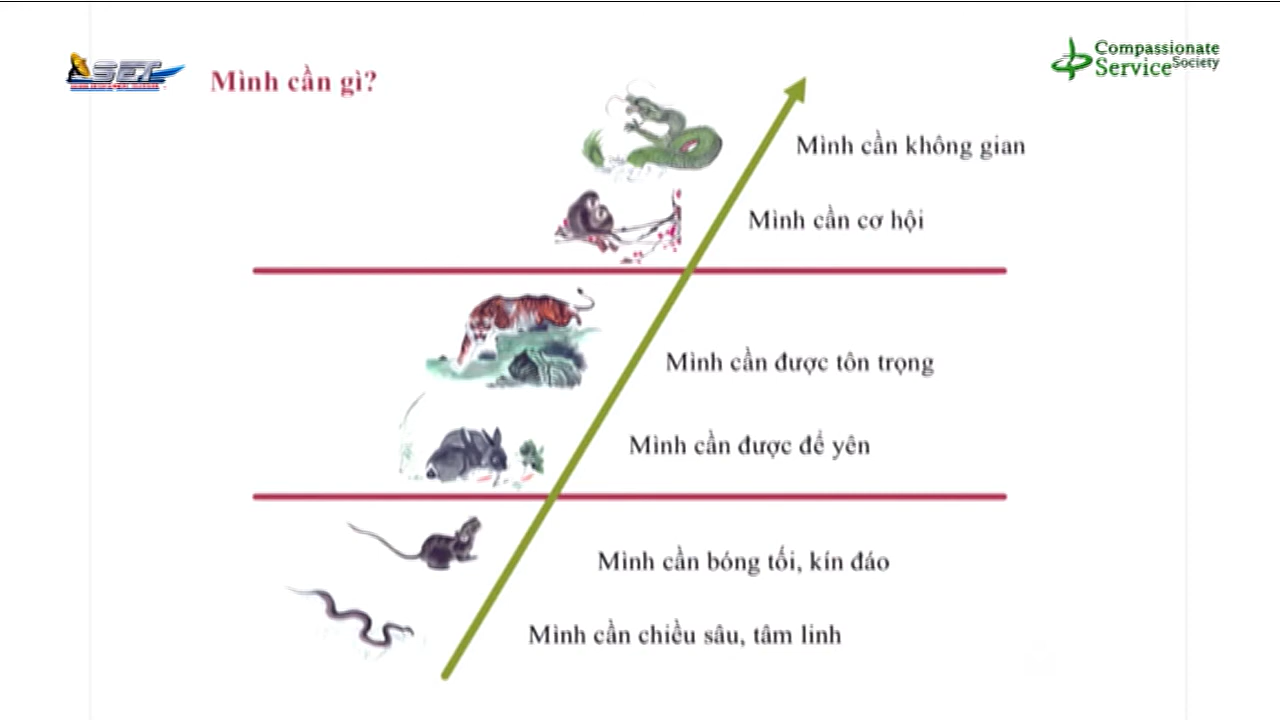 SET
Mình cần gì?
Compassionate
Service Society
Mình cần không gian
Mình cần cơ hội
Mình cần được tôn trọng
Mình cần được để yên
Mình cần bóng tối, kín đáo
Mình cần chiều sâu, tâm linh